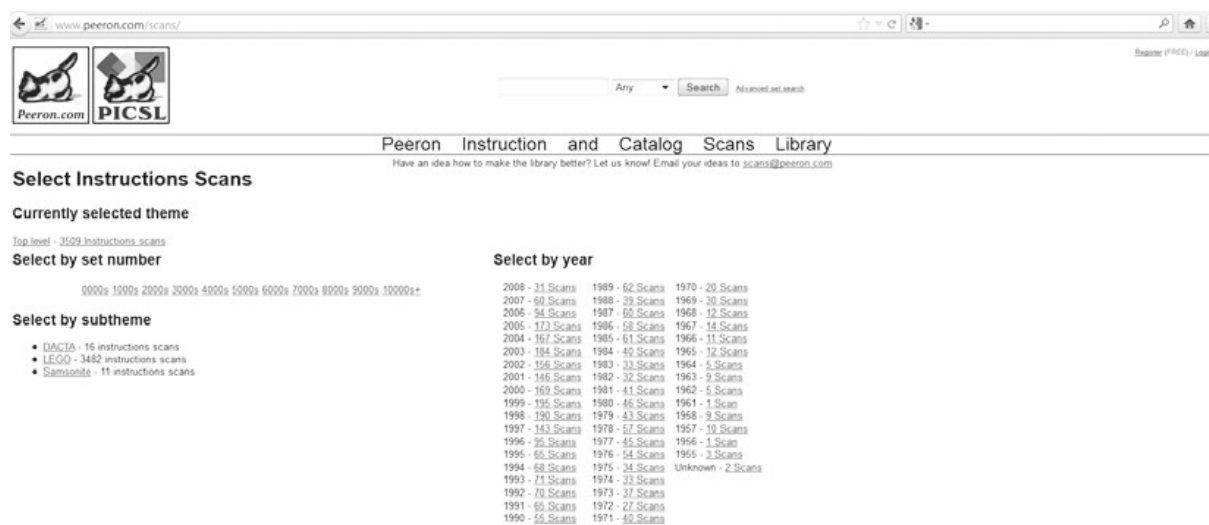 www.peeron.com/scans/
Register (FREE) / Logi
Peeron.com PICSL
Any Search Advanced set search
Peeron Instruction and Catalog Scans Library
Have an idea how to make the library better? Let us know! Email your ideas to scans@peeron.com
Select Instructions Scans
Currently selected theme
Top level - 3509 Instructions scans
Select by set number
0000s 1000s 2000s 3000s 4000s 5000s 6000s 7000s 8000s 9000s 10000s+
Select by subtheme
DACTA - 16 instructions scans
LEGO - 3482 instructions scans
Samsonite - 11 instructions scans
Select by year
2008 - 31 Scans 1989 - 62 Scans 1970 - 20 Scans
2007 - 60 Scans 1988 - 39 Scans 1969 - 30 Scans
2006 - 94 Scans 1987 - 60 Scans 1968 - 12 Scans
2005 - 173 Scans 1986 - 58 Scans 1967 - 14 Scans
2004 - 167 Scans 1985 - 61 Scans 1966 - 11 Scans
2003 - 184 Scans 1984 - 40 Scans 1965 - 12 Scans
2002 - 156 Scans 1983 - 33 Scans 1964 - 5 Scans
2001 - 146 Scans 1982 - 32 Scans 1963 - 9 Scans
2000 - 169 Scans 1981 - 41 Scans 1962 - 5 Scans
1999 - 195 Scans 1980 - 46 Scans 1961 - 1 Scan
1998 - 190 Scans 1979 - 43 Scans 1958 - 9 Scans
1997 - 143 Scans 1978 - 57 Scans 1957 - 10 Scans
1996 - 95 Scans 1977 - 45 Scans 1956 - 1 Scan
1995 - 65 Scans 1976 - 54 Scans 1955 - 3 Scans
1994 - 68 Scans 1975 - 34 Scans Unknown - 2 Scans
1993 - 71 Scans 1974 - 33 Scans
1992 - 70 Scans 1973 - 37 Scans
1991 - 65 Scans 1972 - 27 Scans
1990 - 55 Scans 1971 - 40 Scans